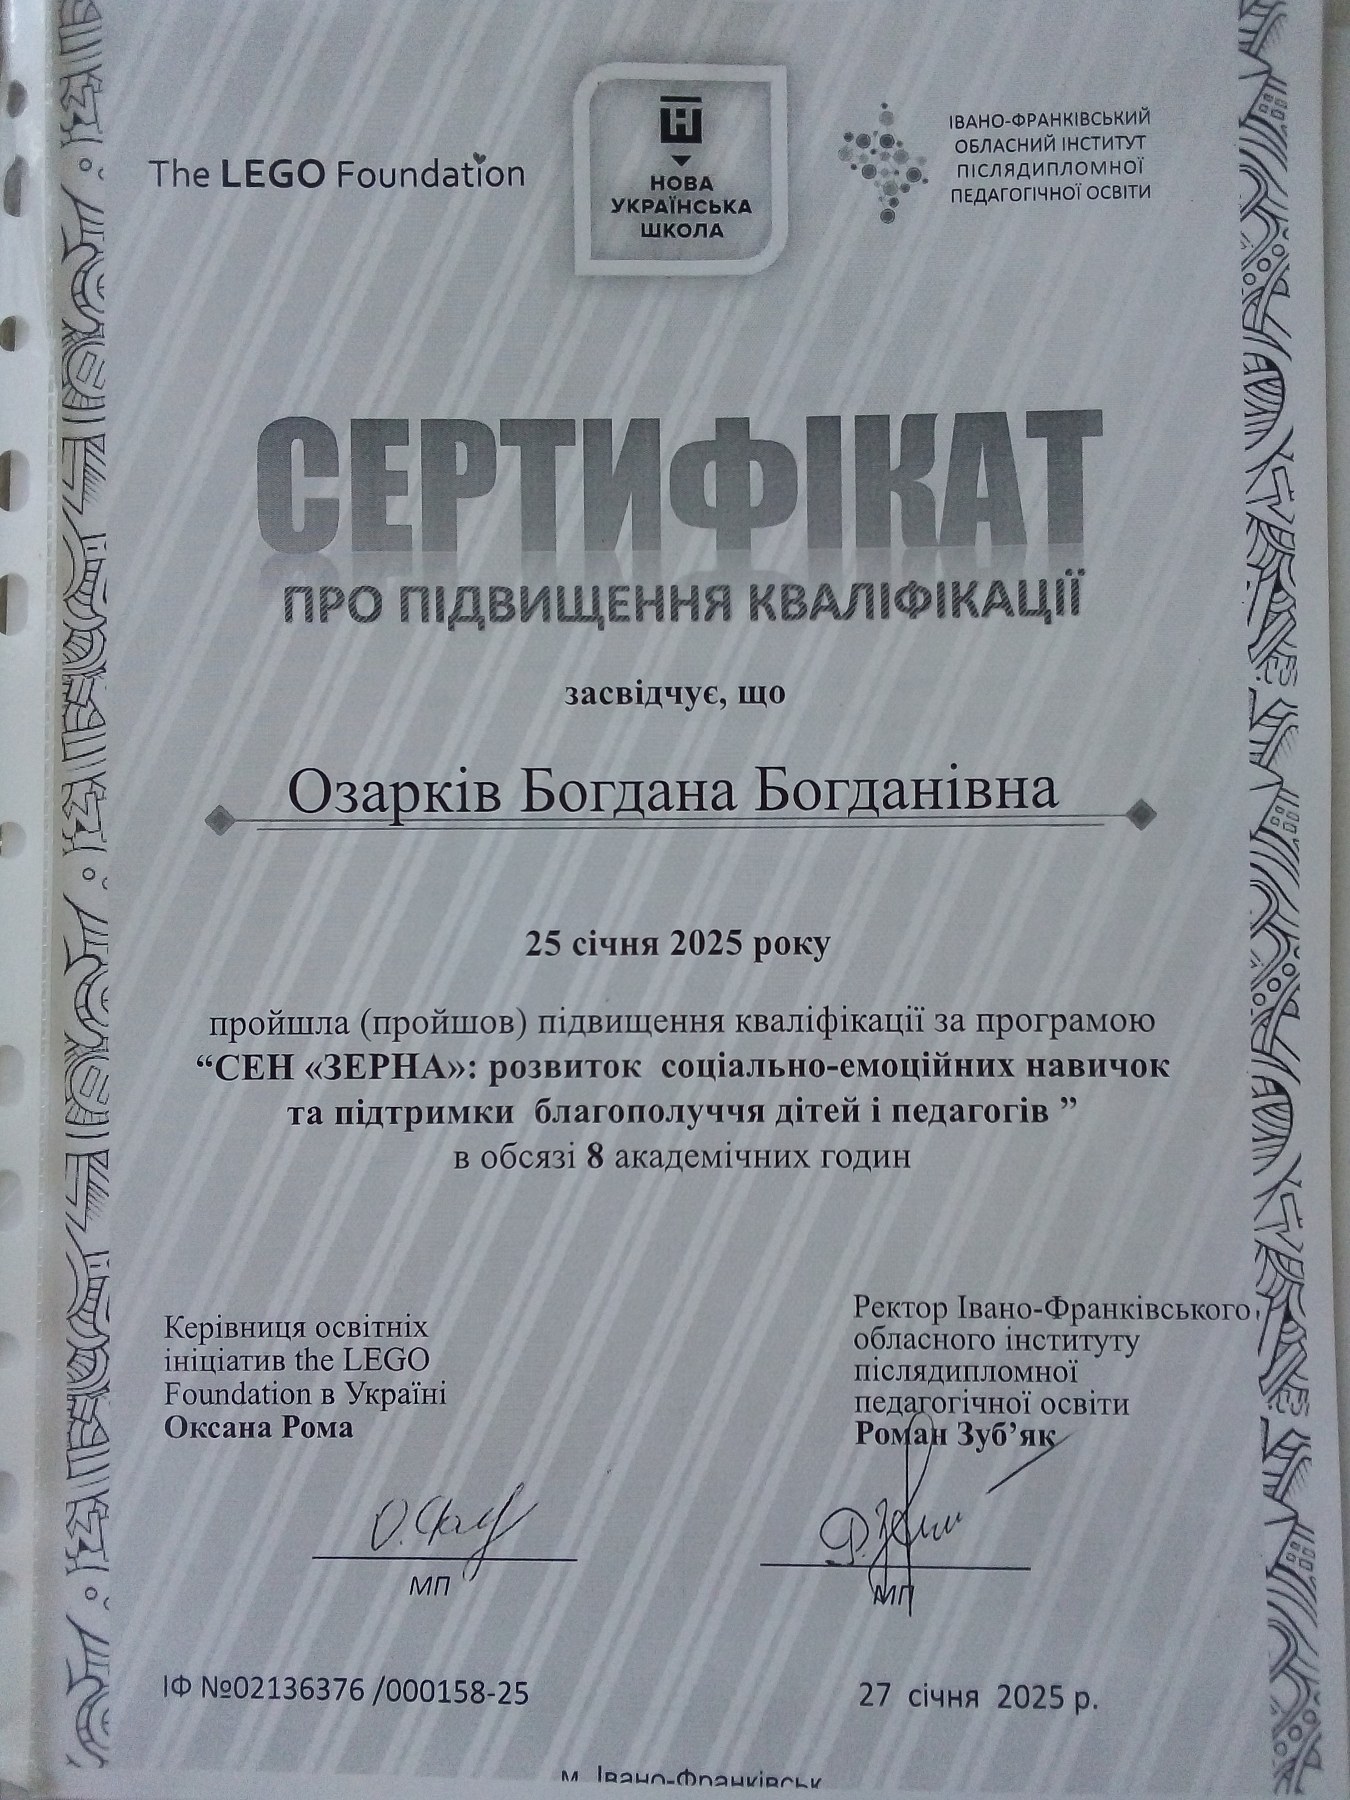 The LEGO Foundation
НОВА
УКРАЇНСЬКА
ШКОЛА
ІВАНО-ФРАНКІВСЬКИЙ
ОБЛАСНИЙ ІНСТИТУТ
ПІСЛЯДИПЛОМНОЇ
ПЕДАГОГІЧНОЇ ОСВІТИ
СЕРТИФІКАТ
ПРО ПІДВИЩЕННЯ КВАЛІФІКАЦІЇ
засвідчує, що
Озарків Богдана Богданівна
25 січня 2025 року
пройшла (пройшов) підвищення кваліфікації за програмою
“СЕН «ЗЕРНА»: розвиток соціально-емоційних навичок
та підтримки благополуччя дітей і педагогів ”
в обсязі 8 академічних годин
Керівниця освітніх
ініціатив the LEGO
Foundation в Україні
Оксана Рома
МП
Ректор Івано-Франківського
обласного інституту
післядипломної
педагогічної освіти
Роман Зуб’як
МП
ІФ №02136376 /000158-25
27 січня 2025 р.
м. Івано-Франківськ